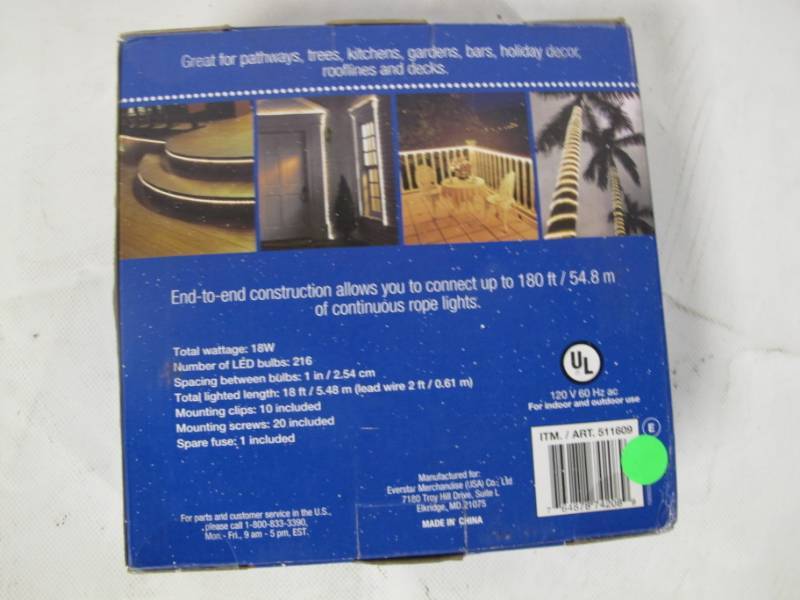 Great for pathways, trees, kitchens, gardens, bars, holiday decor,
rooflines and decks.
End-to-end construction allows you to connect up to 180 ft / 54.8 m
of continuous rope lights.
Total wattage: 18W
Number of LED bulbs: 216
Spacing between bulbs: 1 in / 2.54 cm
Total lighted length: 18 ft / 5.48 m (lead wire 2 ft / 0.61 m)
Mounting clips: 10 included
Mounting screws: 20 included
Spare fuse: 1 included
UL
120 V 60 Hz ac
For indoor and outdoor use
ITM. / ART. 511609
E
7 64878 74208
Manufactured for:
Everstar Merchandise (USA) Co., Ltd
7180 Troy Hill Drive, Suite L
Elkridge, MD 21075
MADE IN CHINA
For parts and customer service in the U.S.,
please call 1-800-833-3390,
Mon.- Fri., 9 am - 5 pm, EST.